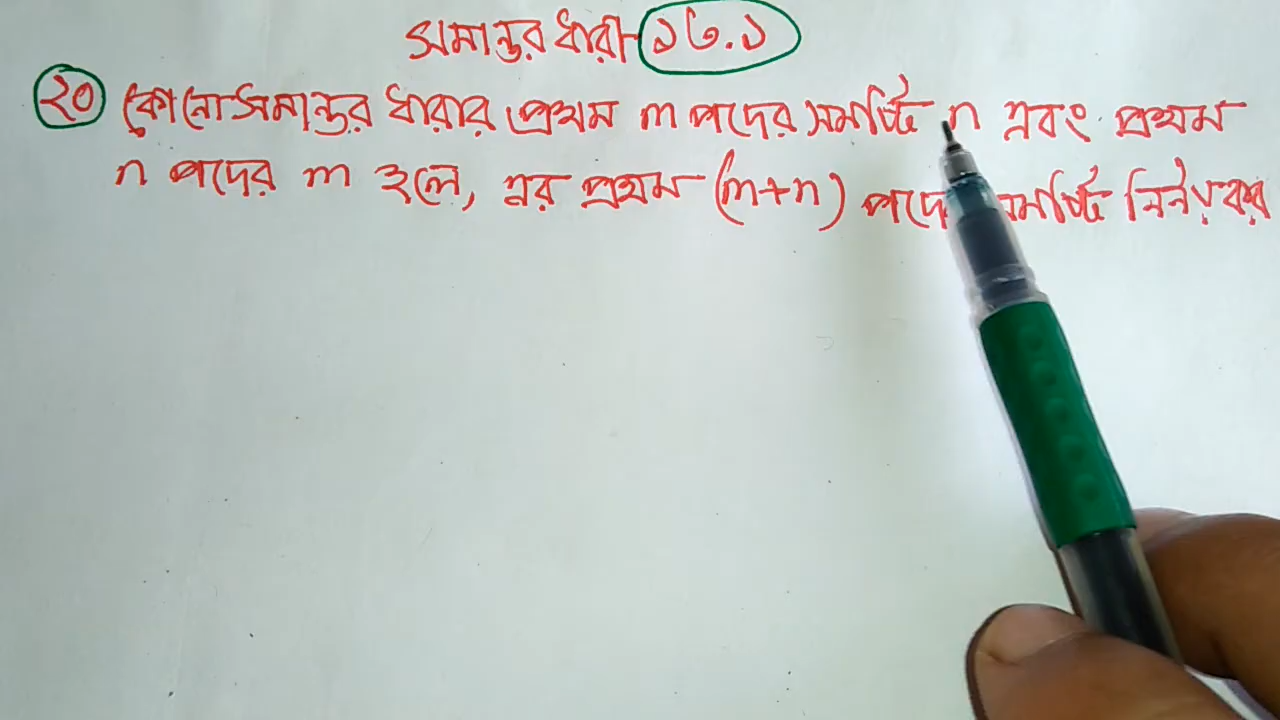 সমান্তর ধারা-১৩.১
২০ কোনো সমান্তর ধারার প্রথম m পদের সমষ্টি n এবং প্রথম
n পদের m হলে, এর প্রথম (m+n) পদের সমষ্টি নির্ণয় কর